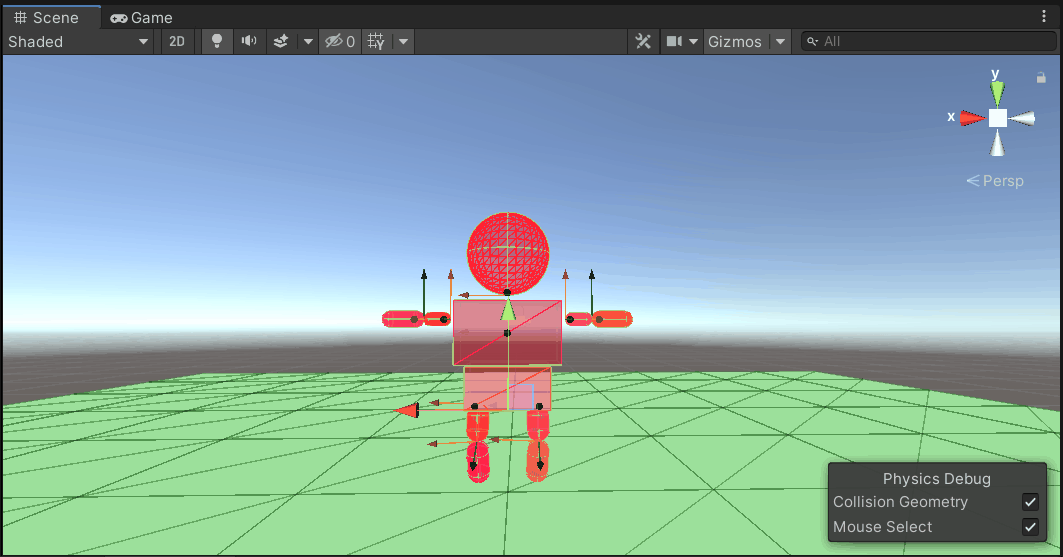 Scene Game
Shaded 2D 0 Gizmos All
y
x
Persp
Physics Debug
Collision Geometry
Mouse Select